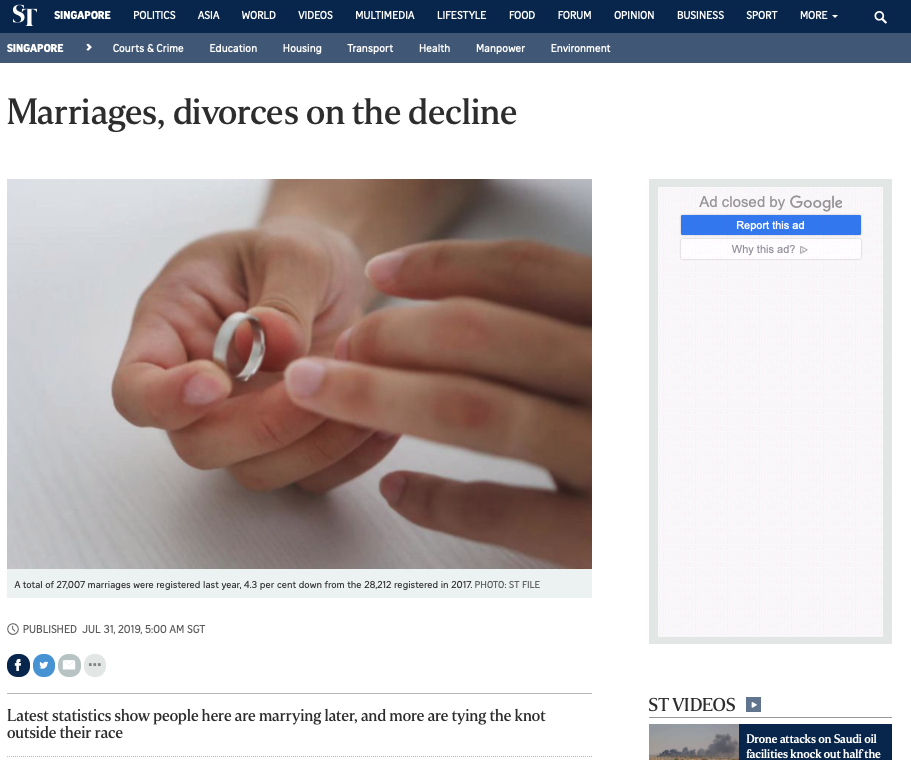 ST SINGAPORE POLITICS ASIA WORLD VIDEOS MULTIMEDIA LIFESTYLE FOOD FORUM OPINION BUSINESS SPORT MORE
SINGAPORE Courts & Crime Education Housing Transport Health Manpower Environment
Marriages, divorces on the decline
Ad closed by Google
Report this ad
Why this ad?
A total of 27,007 marriages were registered last year, 4.3 per cent down from the 28,212 registered in 2017. PHOTO: ST FILE
PUBLISHED JUL 31, 2019, 5:00 AM SGT
Latest statistics show people here are marrying later, and more are tying the knot
outside their race
ST VIDEOS
Drone attacks on Saudi oil
facilities knock out half the